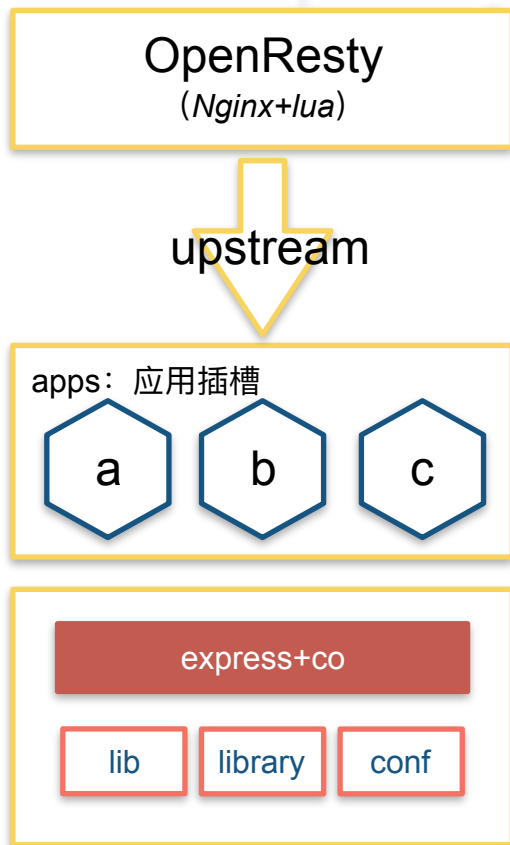 OpenResty
（Nginx+lua）
upstream
apps：应用插槽
a b c
express+co
lib library conf